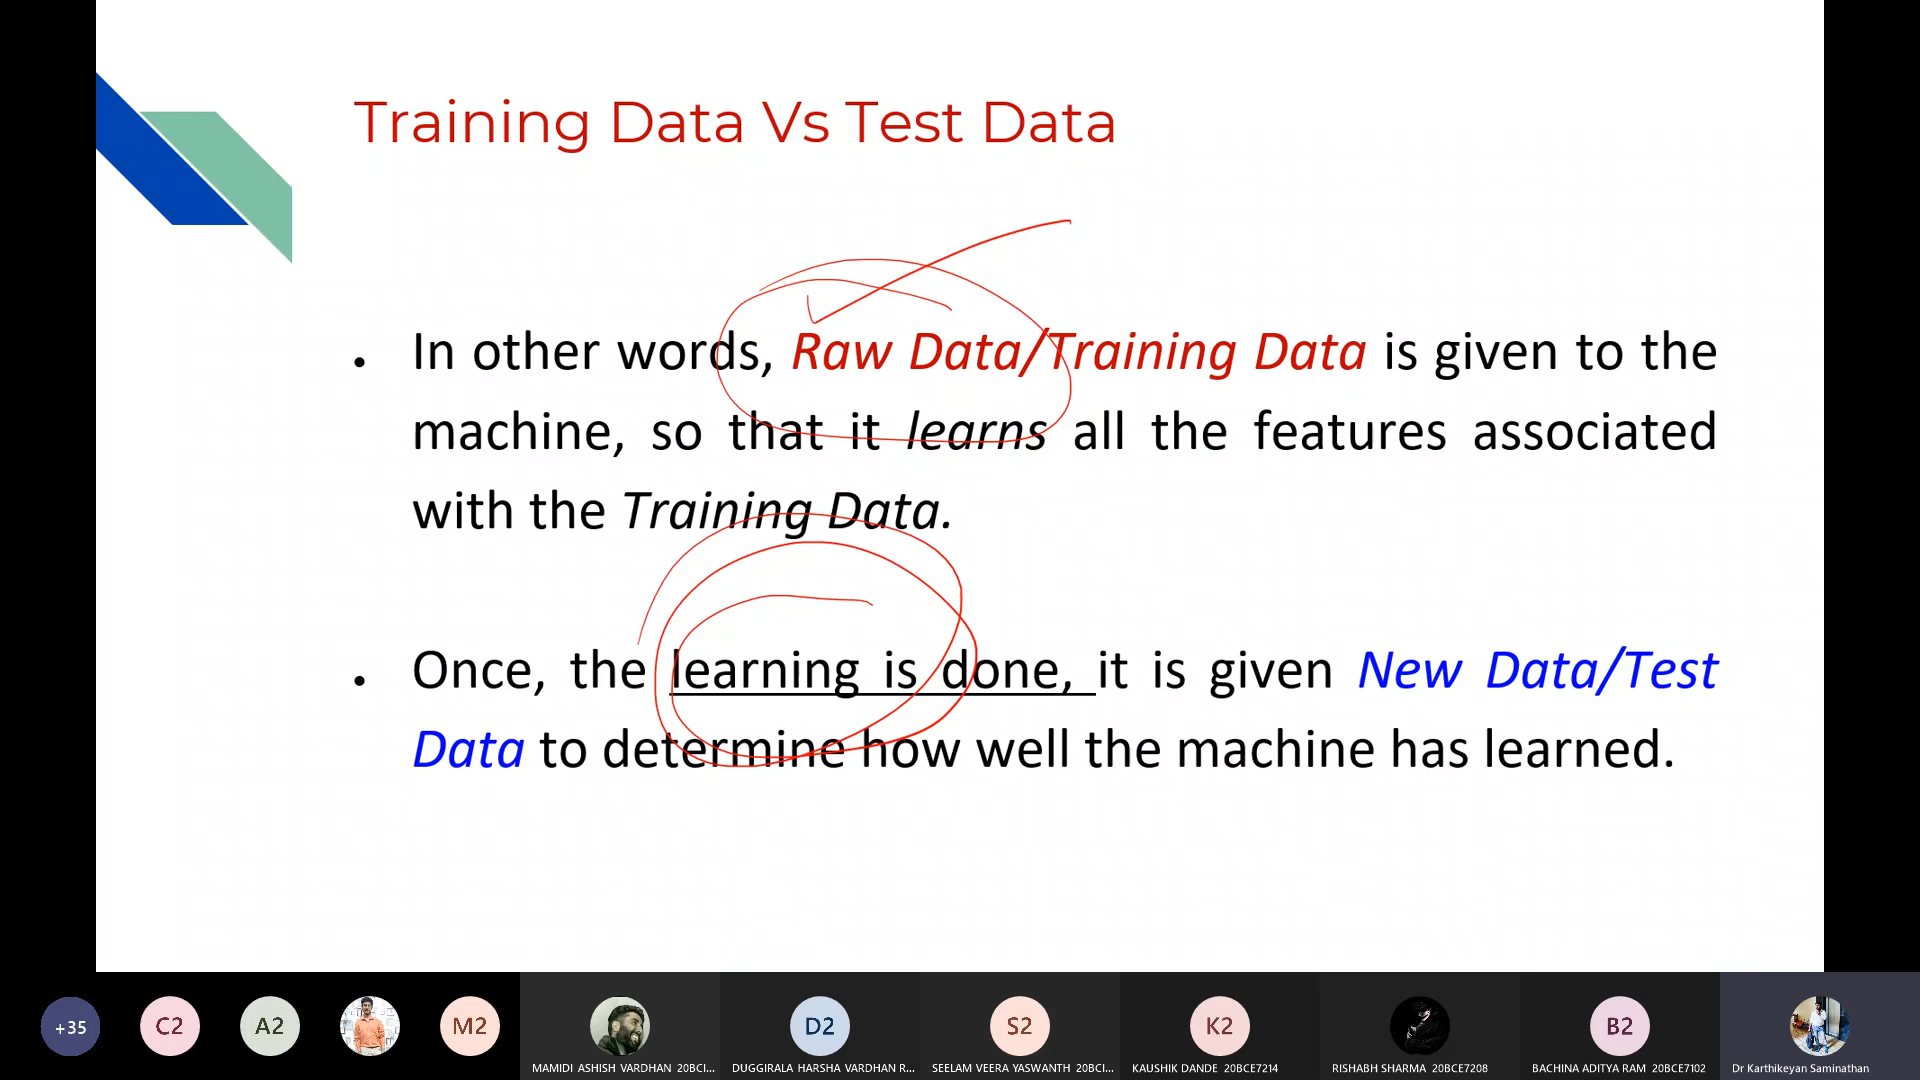 Training Data Vs Test Data
• In other words, Raw Data/Training Data is given to the
machine, so that it learns all the features associated
with the Training Data.
• Once, the learning is done, it is given New Data/Test
Data to determine how well the machine has learned.
+35
C2
A2
M2
D2
S2
K2
B2
MAMIDI ASHISH VARDHAN 20BCI...
DUGGIRALA HARSHA VARDHAN R...
SEELAM VEERA YASWANTH 20BCI...
KAUSHIK DANDE 20BCE7214
RISHABH SHARMA 20BCE7208
BACHINA ADITYA RAM 20BCE7102
Dr Karthikeyan Saminathan